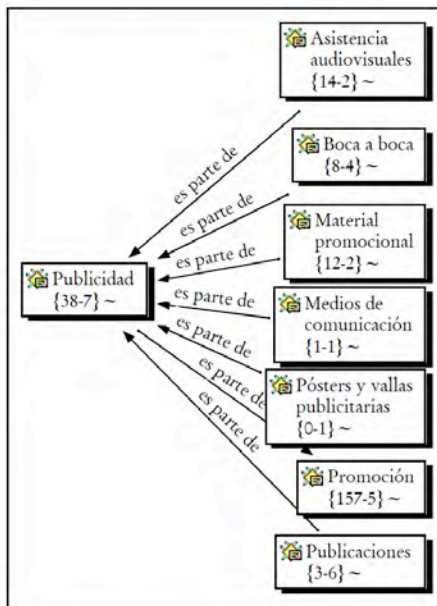 Asistencia
audiovisuales
{14-2} ~
es parte de
Boca a boca
{8-4} ~
es parte de
Material
promocional
{12-2} ~
es parte de
Publicidad
{38-7} ~
es parte de
Medios de
comunicación
{1-1} ~
es parte de
Pósters y vallas
publicitarias
{0-1} ~
es parte de
Promoción
{157-5} ~
es parte de
Publicaciones
{3-6} ~